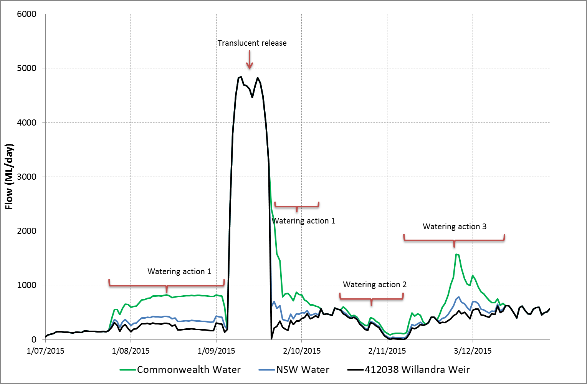 6000
Translucent release
5000
4000
Flow (ML/day)
3000
2000
Watering action 1
Watering action 3
1000
Watering action 1
Watering action 2
0
1/07/2015 1/08/2015 1/09/2015 2/10/2015 2/11/2015 3/12/2015
Commonwealth Water NSW Water 412038 Willandra Weir